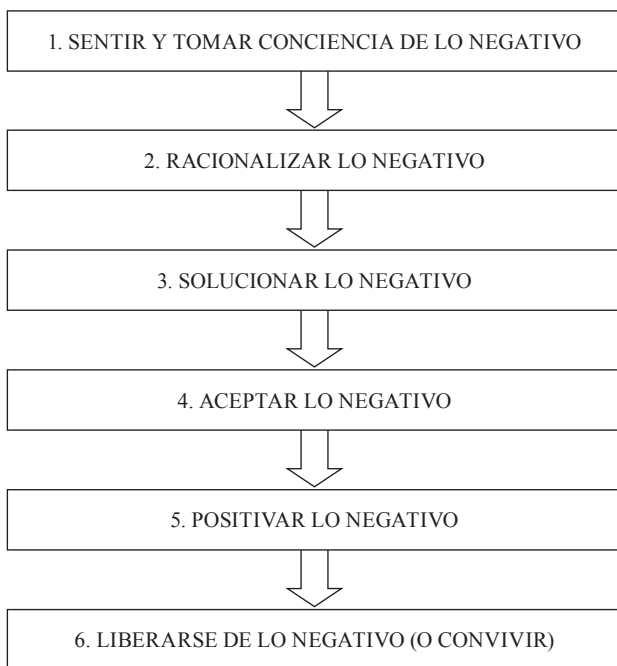 1. SENTIR Y TOMAR CONCIENCIA DE LO NEGATIVO
2. RACIONALIZAR LO NEGATIVO
3. SOLUCIONAR LO NEGATIVO
4. ACEPTAR LO NEGATIVO
5. POSITIVAR LO NEGATIVO
6. LIBERARSE DE LO NEGATIVO (O CONVIVIR)